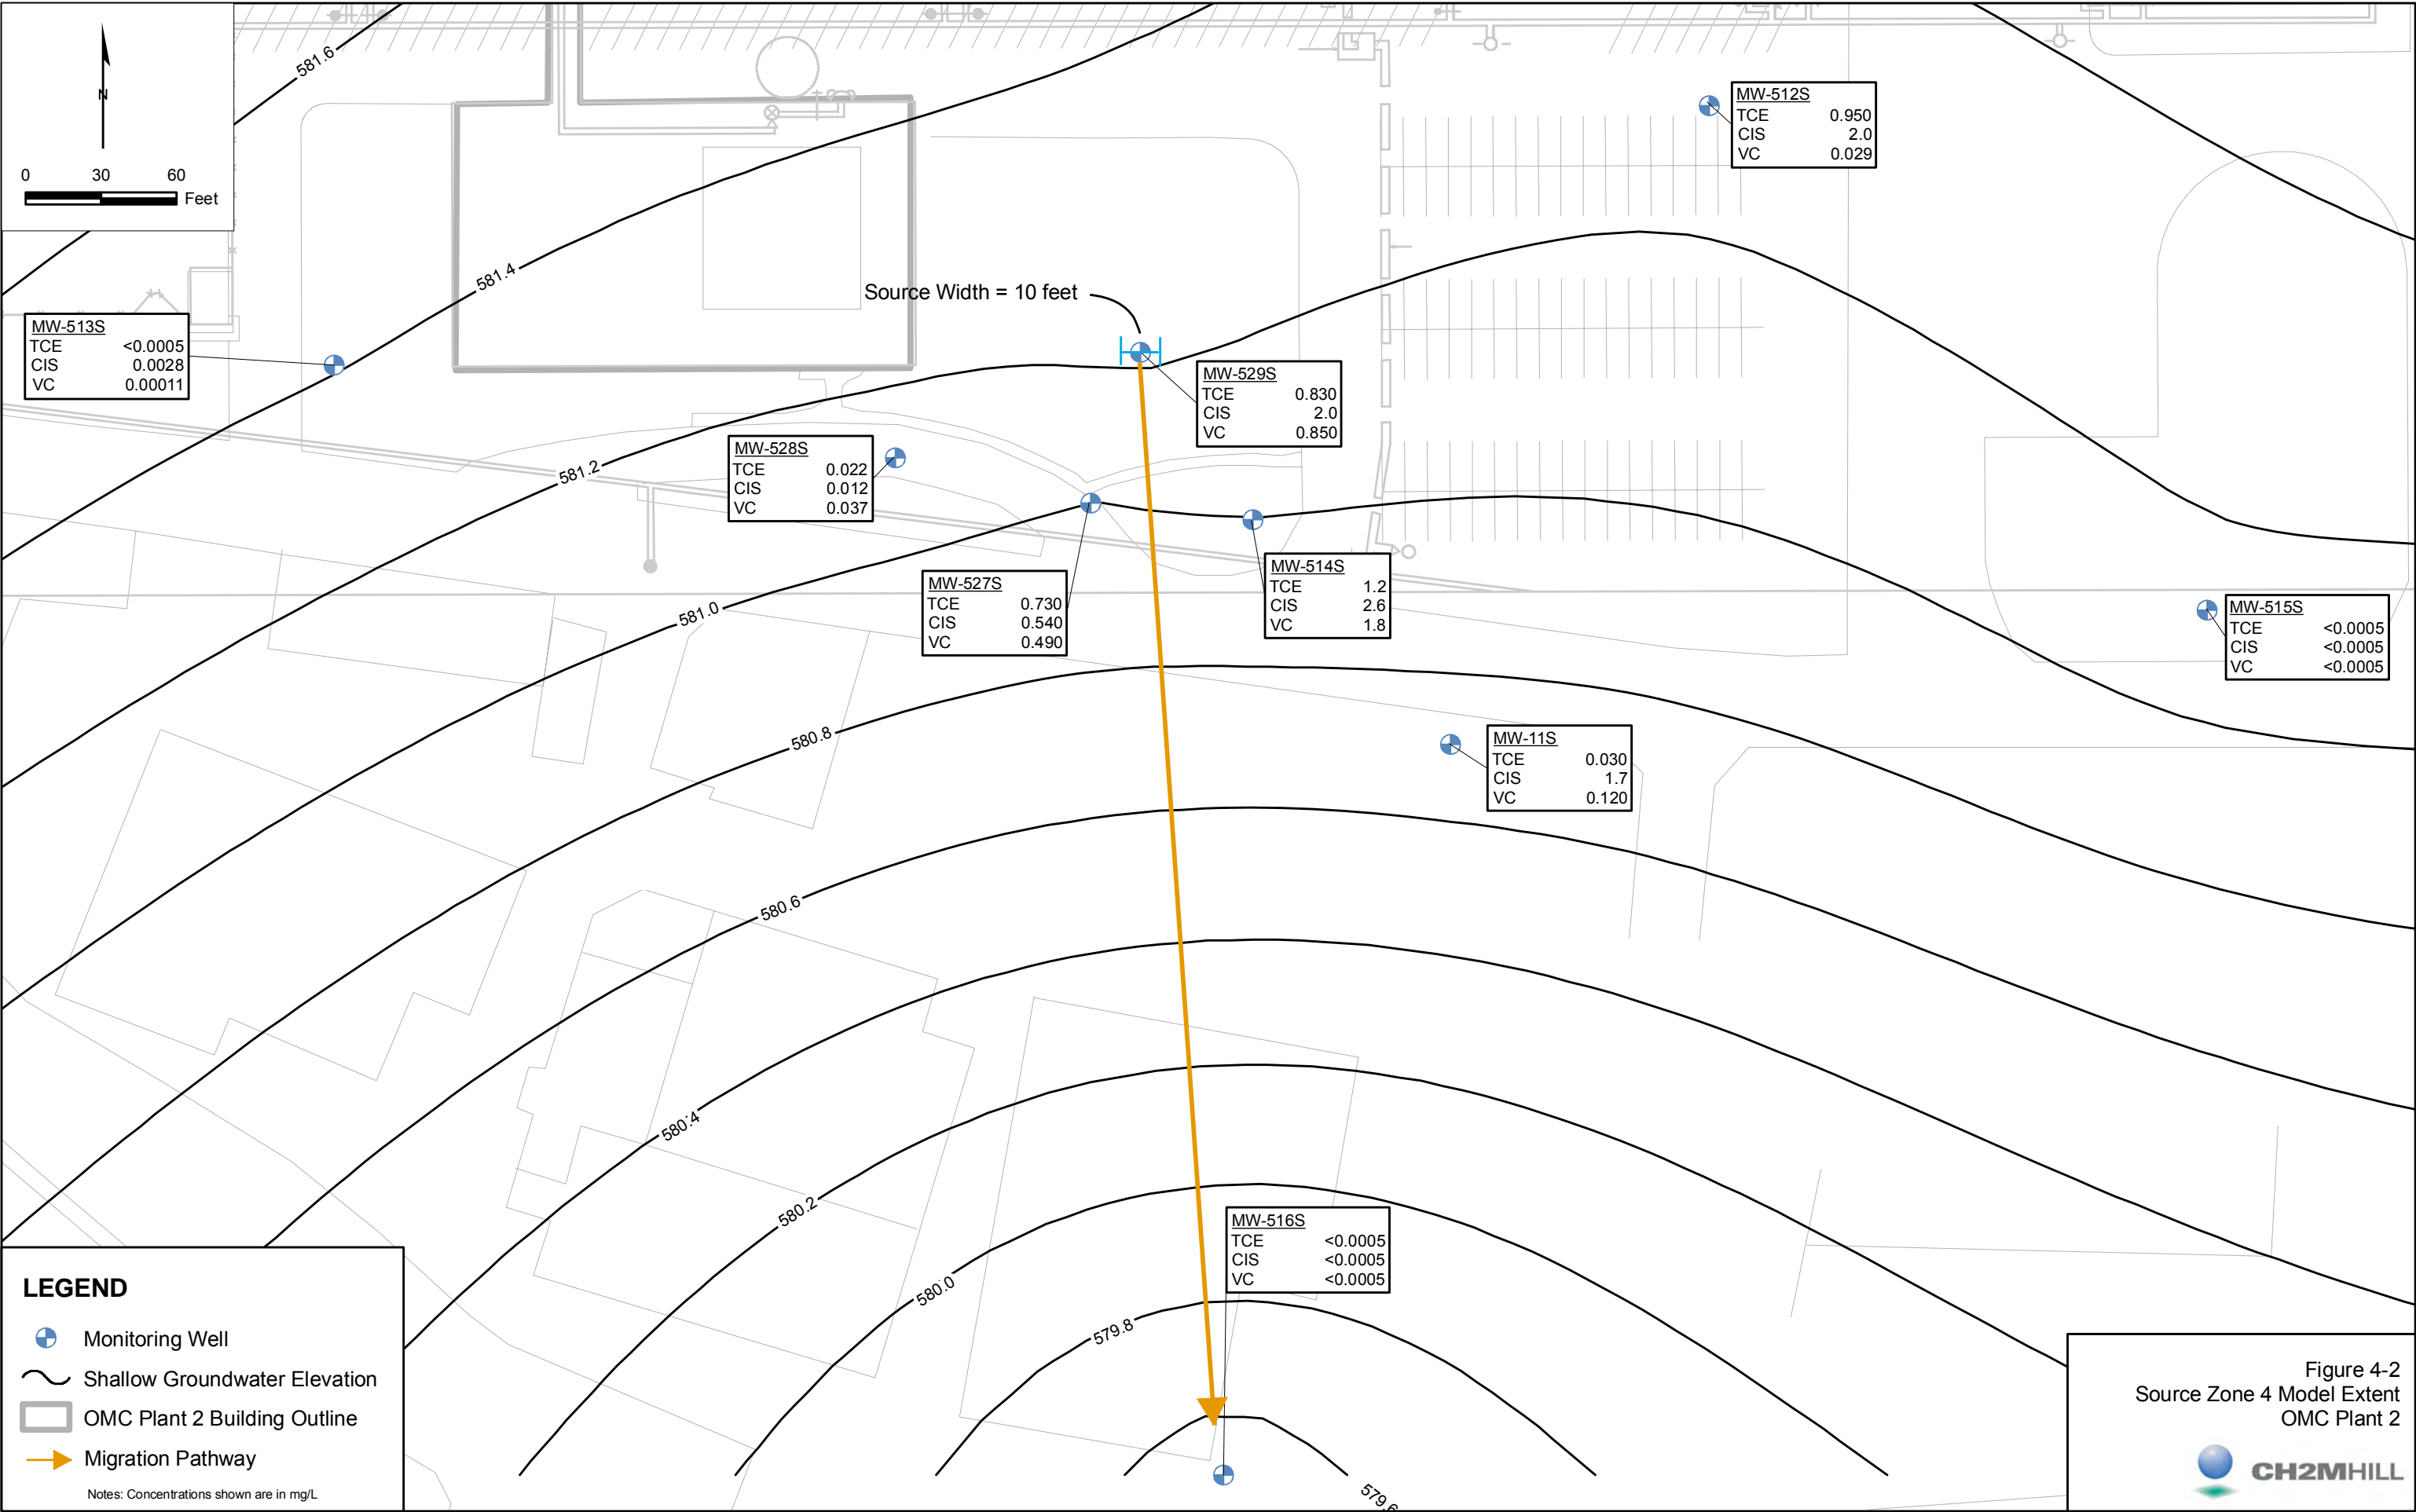 581.6
N
0 30 60
Feet
MW-512S
TCE 0.950
CIS 2.0
VC 0.029
581.4
Source Width = 10 feet
MW-513S
TCE <0.0005
CIS 0.0028
VC 0.00011
MW-529S
TCE 0.830
CIS 2.0
VC 0.850
581.2
MW-528S
TCE 0.022
CIS 0.012
VC 0.037
MW-514S
TCE 1.2
CIS 2.6
VC 1.8
MW-527S
TCE 0.730
CIS 0.540
VC 0.490
581.0
MW-515S
TCE <0.0005
CIS <0.0005
VC <0.0005
580.8
MW-11S
TCE 0.030
CIS 1.7
VC 0.120
580.6
580.4
580.2
MW-516S
TCE <0.0005
CIS <0.0005
VC <0.0005
580.0
579.8
579.6
LEGEND
Monitoring Well
Shallow Groundwater Elevation
OMC Plant 2 Building Outline
Migration Pathway
Notes: Concentrations shown are in mg/L
Figure 4-2
Source Zone 4 Model Extent
OMC Plant 2
CH2MHILL